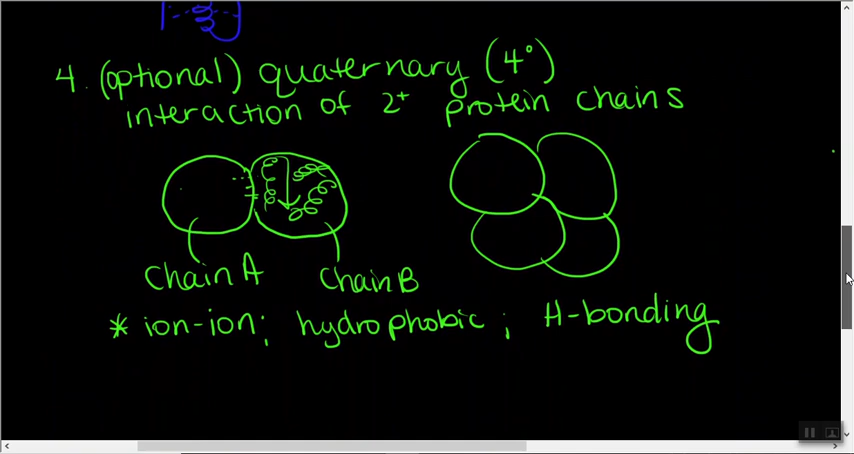 4. (optional) quaternary (4°)
interaction of 2+ protein chains
Chain A Chain B
* ion-ion; hydrophobic; H-bonding